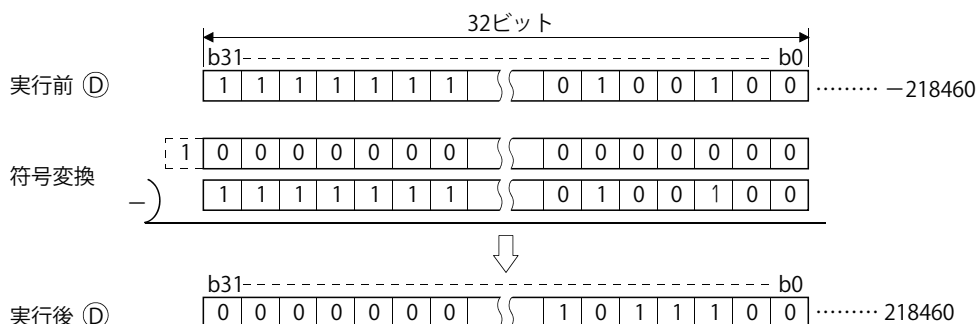 32ビット
b31 b0
実行前 Ⓓ 1 1 1 1 1 1 1 0 1 0 0 1 0 0 ……… －218460
1 0 0 0 0 0 0 0 0 0 0 0 0 0 0
符号変換
－ 1 1 1 1 1 1 1 0 1 0 0 1 0 0
b31 b0
実行後 Ⓓ 0 0 0 0 0 0 0 1 0 1 1 1 0 0 ……… 218460